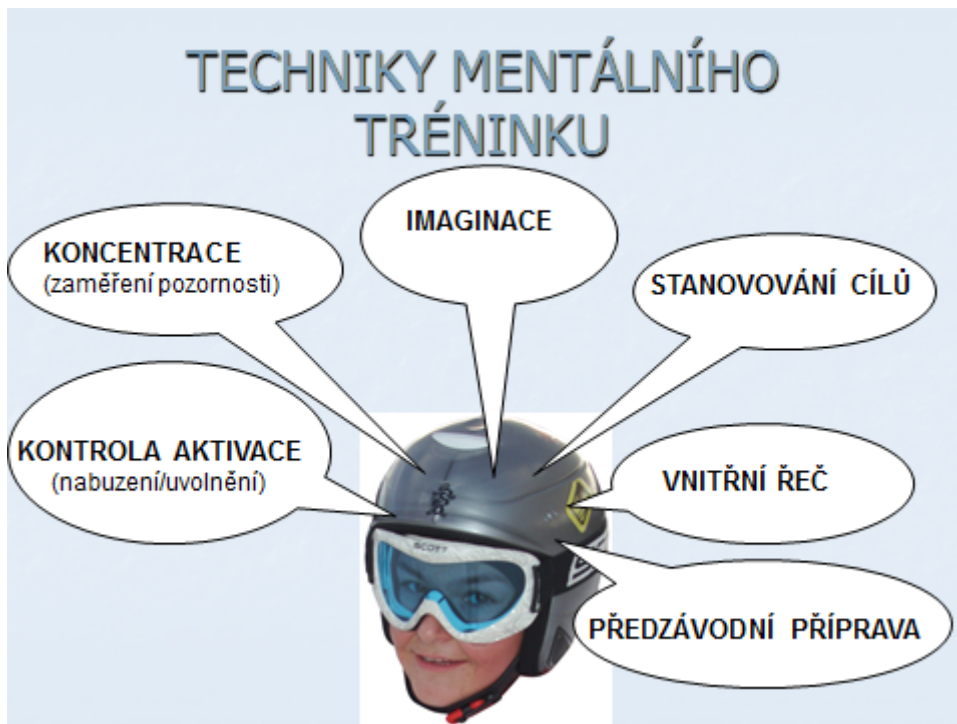 TECHNIKY MENTÁLNÍHO
TRÉNINKU
IMAGINACE
KONCENTRACE
(zaměření pozornosti)
STANOVOVÁNÍ CÍLŮ
KONTROLA AKTIVACE
(nabuzení/uvolnění)
VNITŘNÍ ŘEČ
PŘEDZÁVODNÍ PŘÍPRAVA
SCOTT